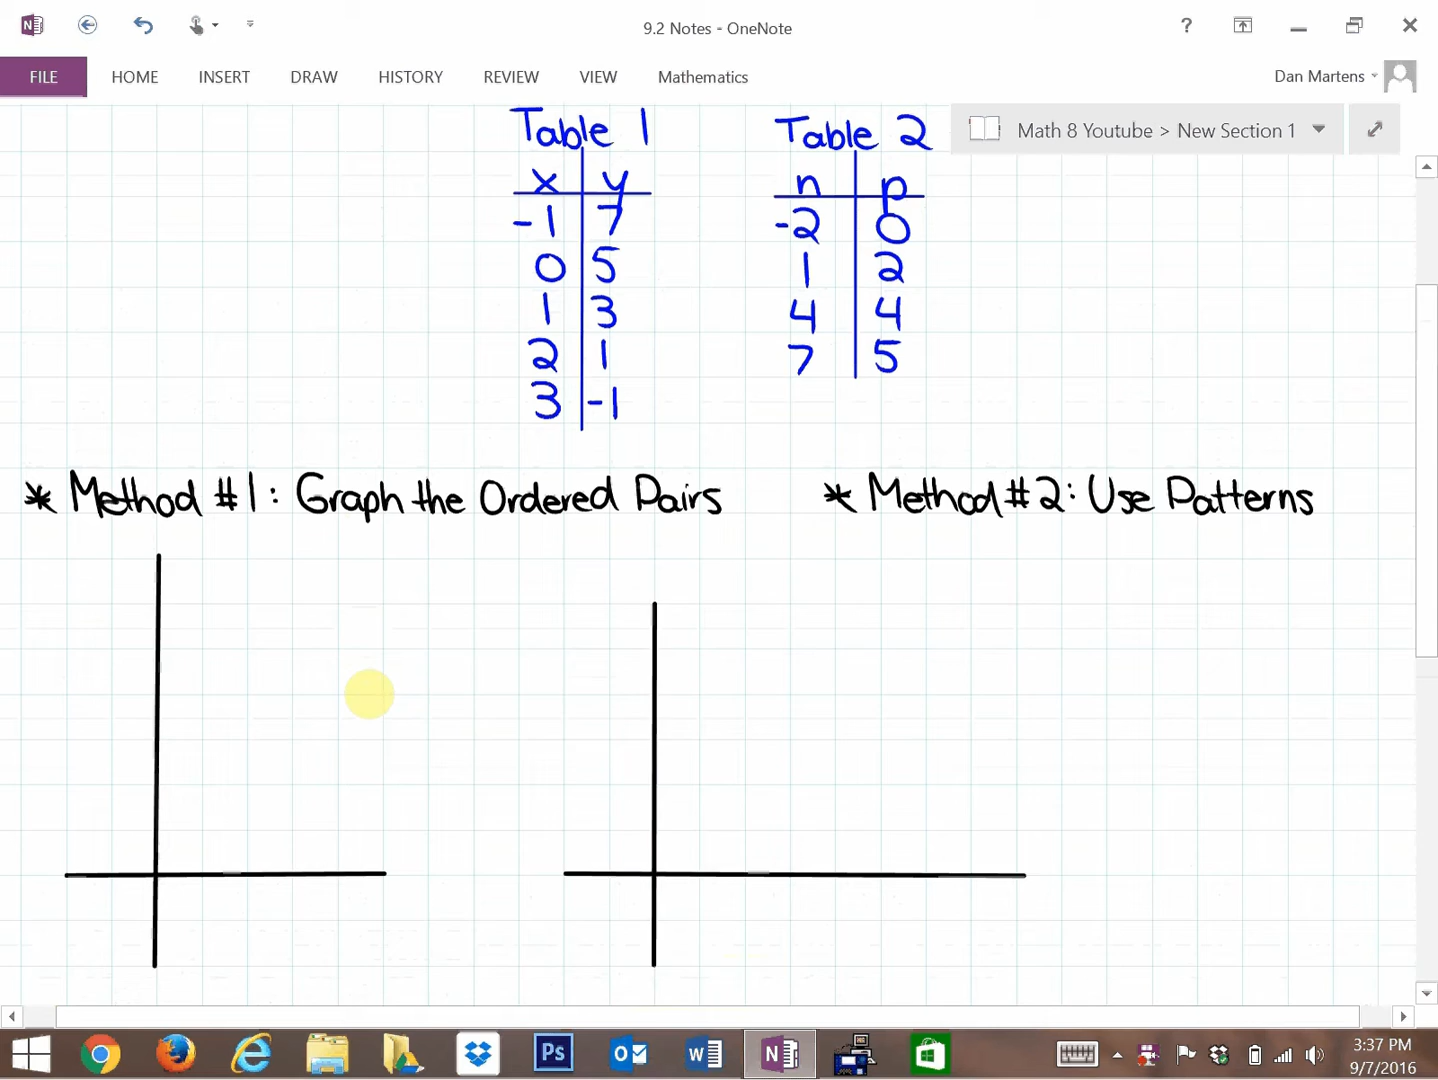 9.2 Notes - OneNote
?
FILE HOME INSERT DRAW HISTORY REVIEW VIEW Mathematics
Dan Martens
Math 8 Youtube > New Section 1
Table 1 Table 2
x y n p
-1 7 -2 0
0 5 1 2
1 3 4 4
2 1 7 5
3 -1
* Method #1: Graph the Ordered Pairs * Method #2: Use Patterns
Ps
3:37 PM
9/7/2016